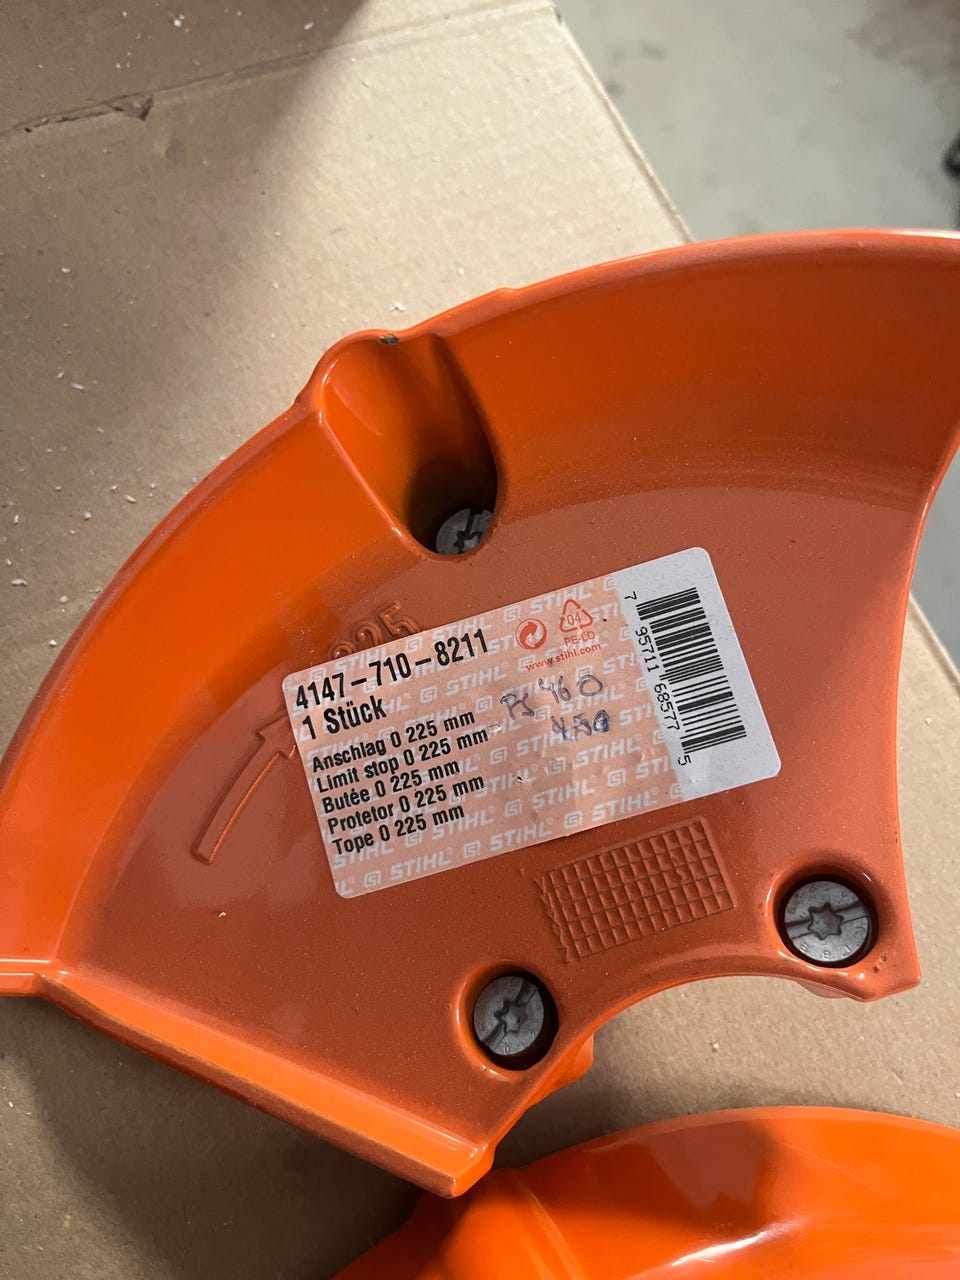 225
4147-710-8211
1 Stück
Anschlag 0 225 mm
Limit stop 0 225 mm
Butée 0 225 mm
Protetor 0 225 mm
Tope 0 225 mm
04
PE-LD
www.stihl.com
460
STIHL
7 95711 68577 5